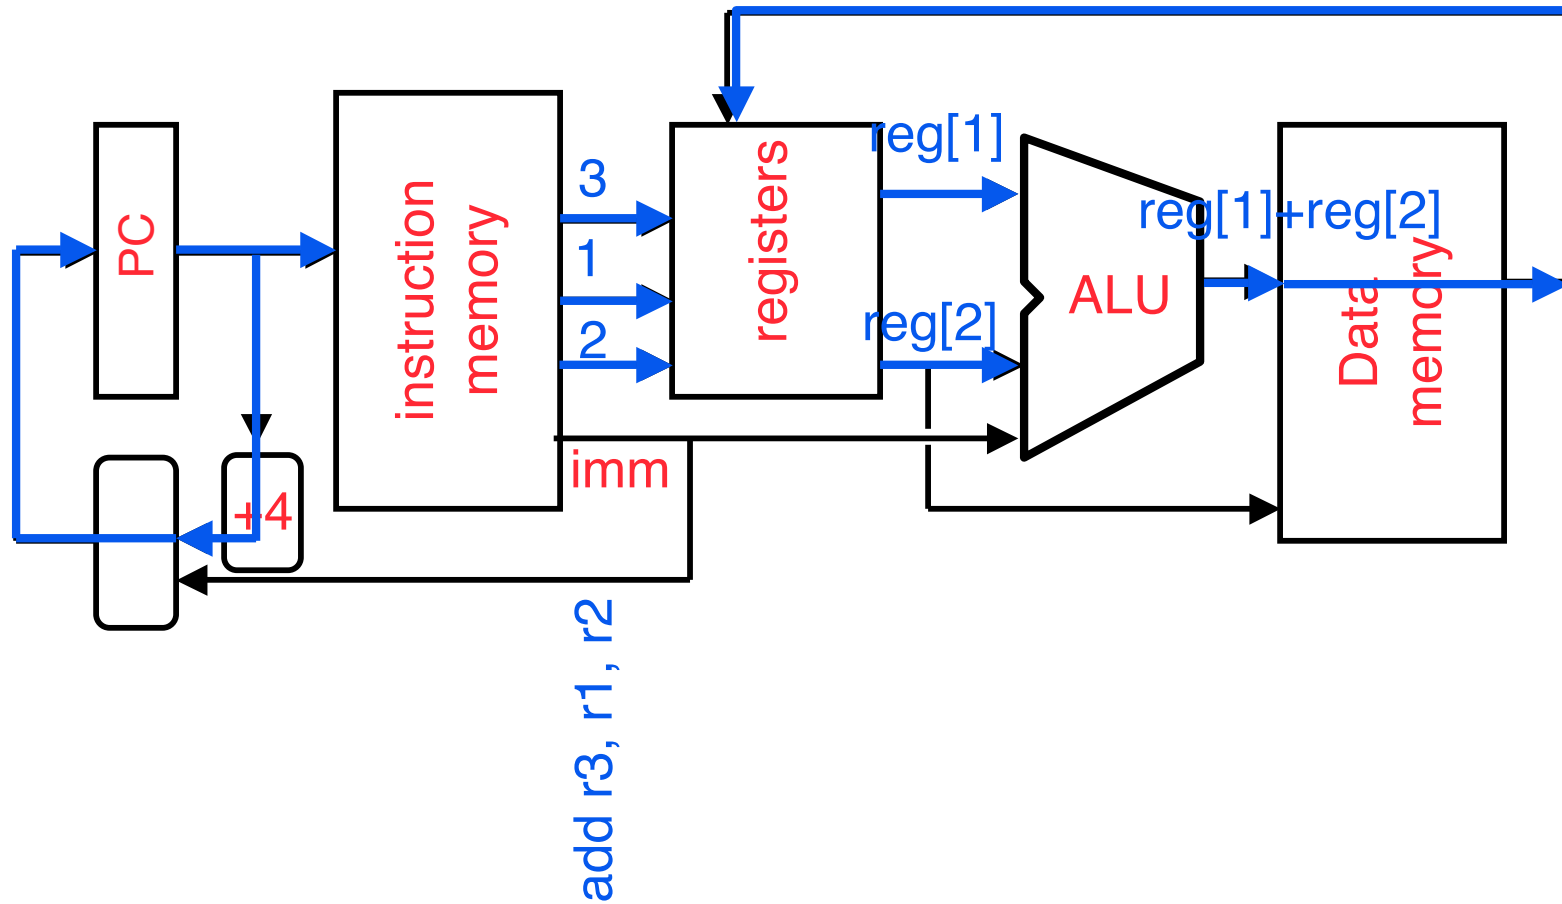 PC
+4
instruction
memory
3
1
2
imm
registers
reg[1]
reg[2]
ALU
reg[1]+reg[2]
Data
memory
add r3, r1, r2